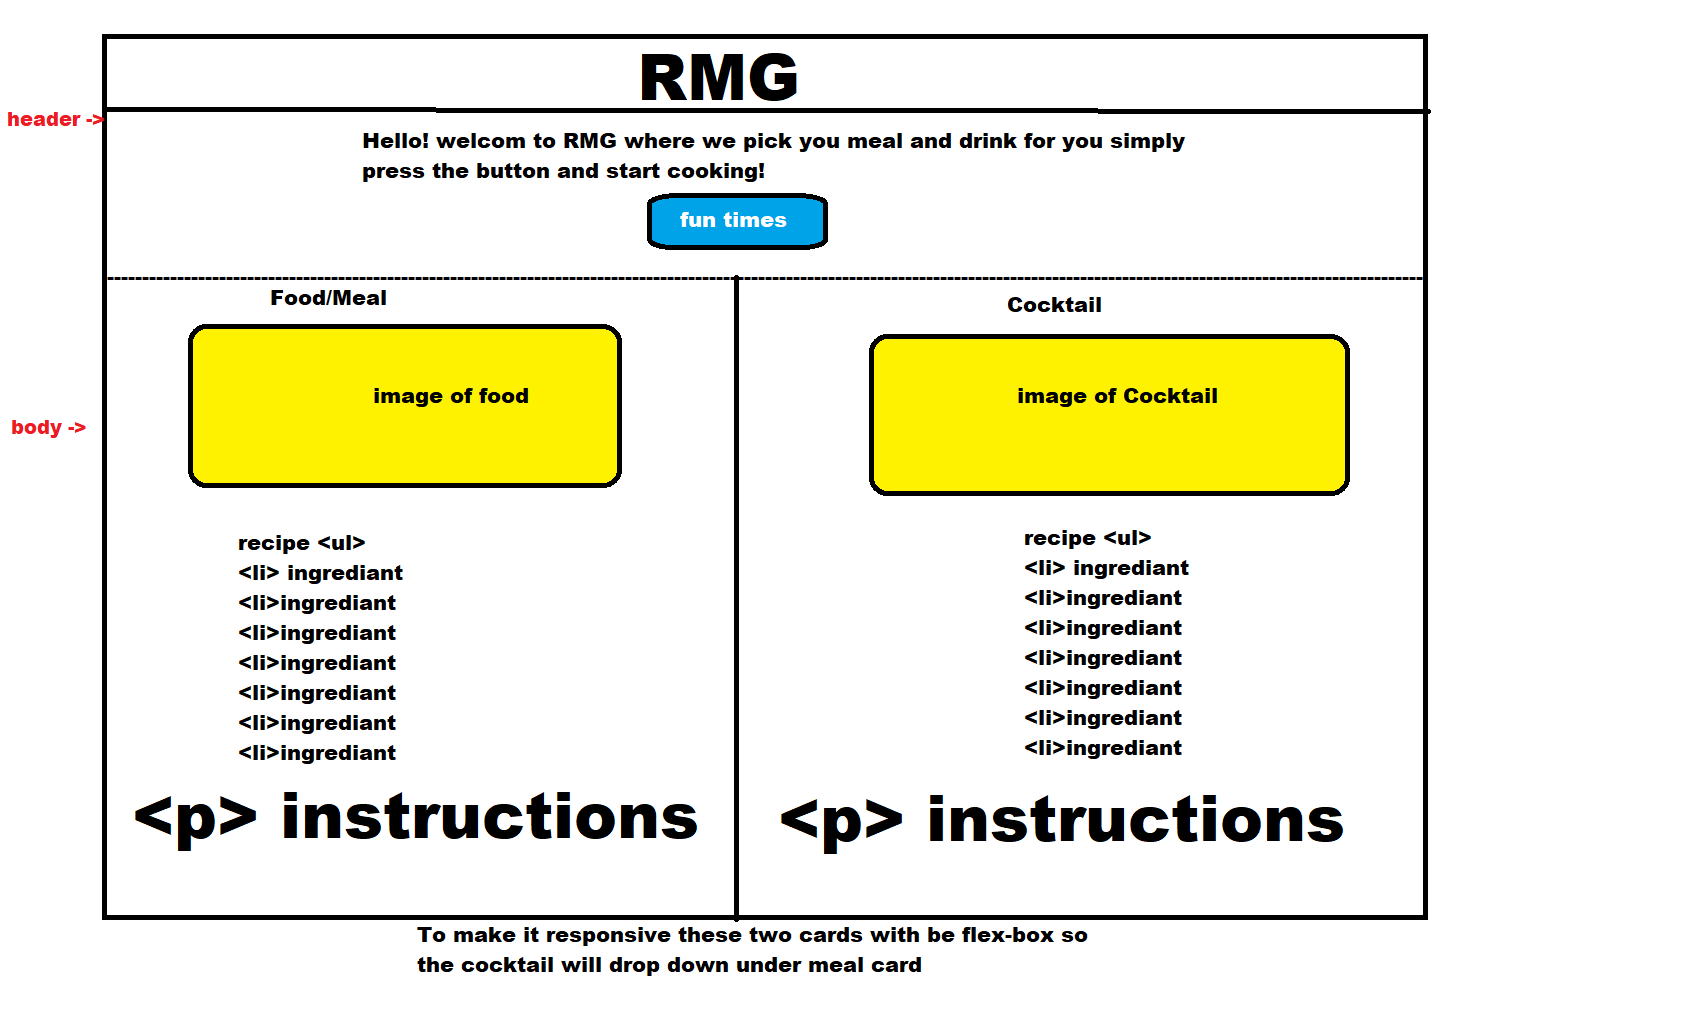 RMG
header ->
Hello! welcom to RMG where we pick you meal and drink for you simply
press the button and start cooking!
fun times
Food/Meal
image of food
body ->
recipe <ul>
<li> ingrediant
<li>ingrediant
<li>ingrediant
<li>ingrediant
<li>ingrediant
<li>ingrediant
<li>ingrediant
<p> instructions
Cocktail
image of Cocktail
recipe <ul>
<li> ingrediant
<li>ingrediant
<li>ingrediant
<li>ingrediant
<li>ingrediant
<li>ingrediant
<li>ingrediant
<p> instructions
To make it responsive these two cards with be flex-box so
the cocktail will drop down under meal card